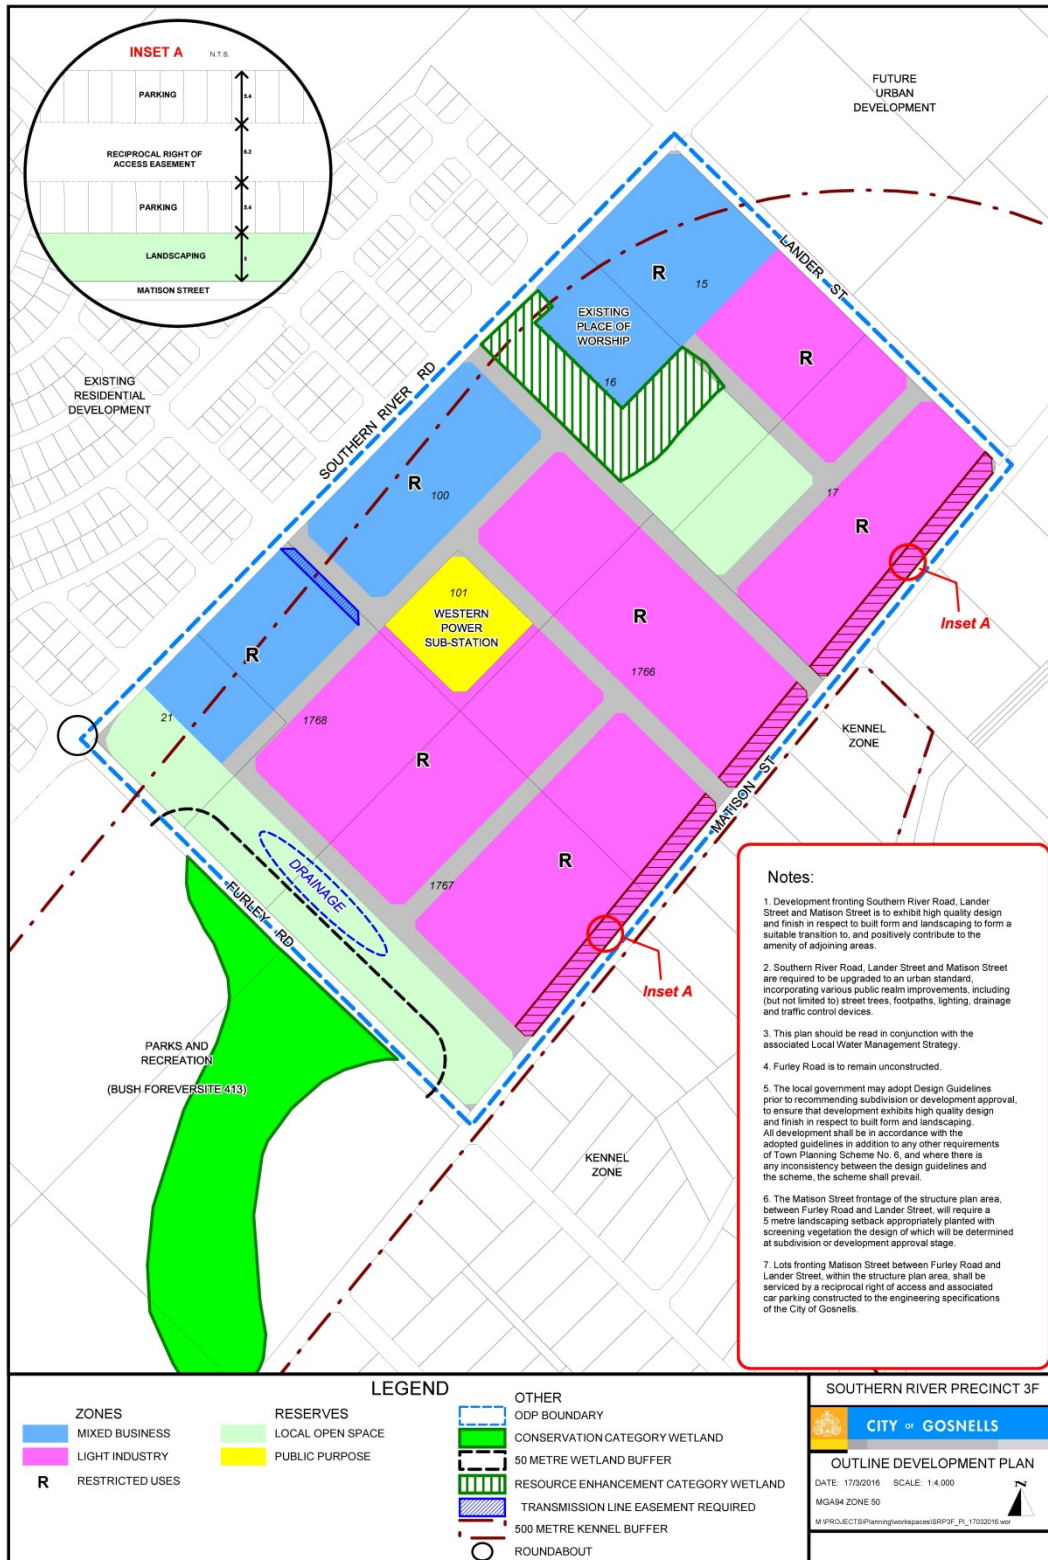 INSET A
N.T.S.
PARKING
5.4
RECIPROCAL RIGHT OF
ACCESS EASEMENT
6.2
PARKING
5.4
LANDSCAPING
5
MATISON STREET
FUTURE
URBAN
DEVELOPMENT
LANDER ST
R
15
EXISTING
PLACE OF
WORSHIP
16
R
EXISTING
RESIDENTIAL
DEVELOPMENT
SOUTHERN RIVER RD
R
100
17
R
Inset A
101
WESTERN
POWER
SUB-STATION
R
1766
R
21
1768
R
KENNEL
ZONE
MATISON ST
R
1767
DRAINAGE
FURLEY RD
Inset A
PARKS AND
RECREATION
(BUSH FOREVERSITE 413)
KENNEL
ZONE
Notes:
1. Development fronting Southern River Road, Lander
Street and Matison Street is to exhibit high quality design
and finish in respect to built form and landscaping to form a
suitable transition to, and positively contribute to the
amenity of adjoining areas.
2. Southern River Road, Lander Street and Matison Street
are required to be upgraded to an urban standard,
incorporating various public realm improvements, including
(but not limited to) street trees, footpaths, lighting, drainage
and traffic control devices.
3. This plan should be read in conjunction with the
associated Local Water Management Strategy.
4. Furley Road is to remain unconstructed.
5. The local government may adopt Design Guidelines
prior to recommending subdivision or development approval,
to ensure that development exhibits high quality design
and finish in respect to built form and landscaping.
All development shall be in accordance with the
adopted guidelines in addition to any other requirements
of Town Planning Scheme No. 6, and where there is
any inconsistency between the design guidelines and
the scheme, the scheme shall prevail.
6. The Matison Street frontage of the structure plan area,
between Furley Road and Lander Street, will require a
5 metre landscaping setback appropriately planted with
screening vegetation the design of which will be determined
at subdivision or development approval stage.
7. Lots fronting Matison Street between Furley Road and
Lander Street, within the structure plan area, shall be
serviced by a reciprocal right of access and associated
car parking constructed to the engineering specifications
of the City of Gosnells.
LEGEND
ZONES
MIXED BUSINESS
LIGHT INDUSTRY
R RESTRICTED USES
RESERVES
LOCAL OPEN SPACE
PUBLIC PURPOSE
OTHER
ODP BOUNDARY
CONSERVATION CATEGORY WETLAND
50 METRE WETLAND BUFFER
RESOURCE ENHANCEMENT CATEGORY WETLAND
TRANSMISSION LINE EASEMENT REQUIRED
500 METRE KENNEL BUFFER
ROUNDABOUT
SOUTHERN RIVER PRECINCT 3F
CITY OF GOSNELLS
OUTLINE DEVELOPMENT PLAN
DATE: 17/3/2016 SCALE: 1:4,000
MGA94 ZONE 50
M:\PROJECTS\Planning\workspaces\SRP3F_PI_17032016.wor